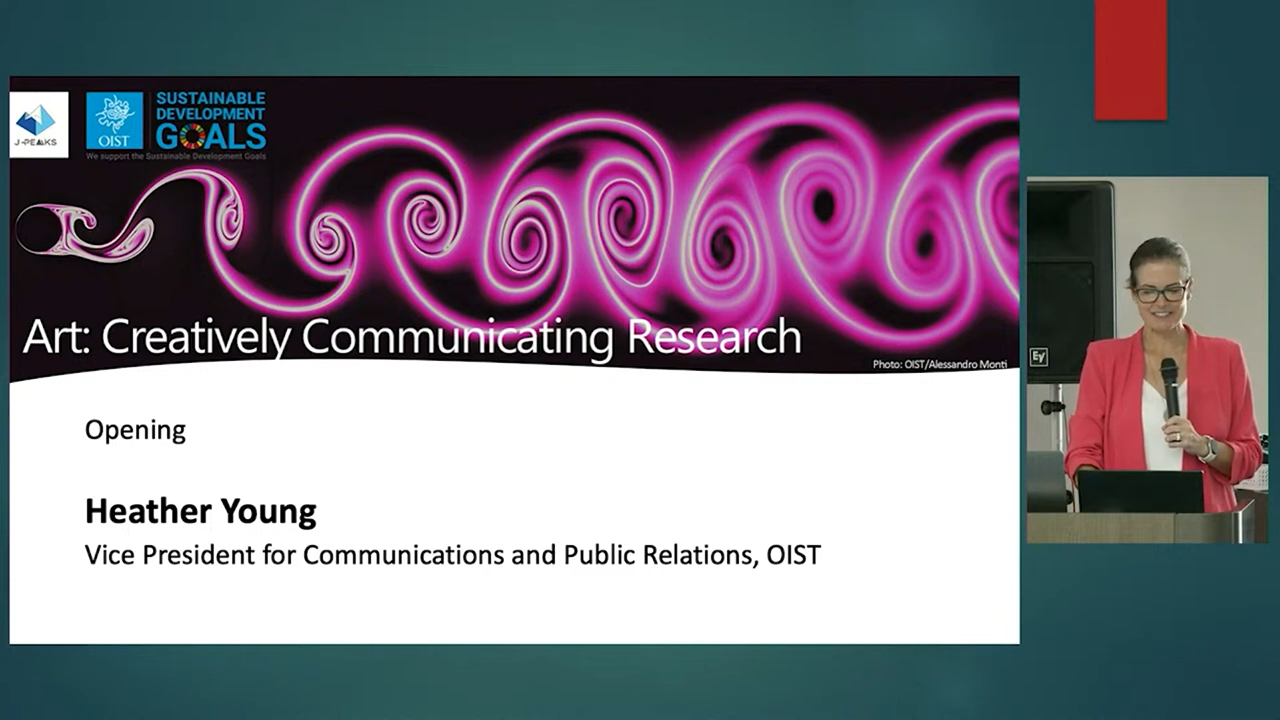 J-PEAKS
OIST
SUSTAINABLE
DEVELOPMENT
GOALS
We support the Sustainable Development Goals
Art: Creatively Communicating Research
Photo: OIST/Alessandro Monti
Opening
Heather Young
Vice President for Communications and Public Relations, OIST
EV